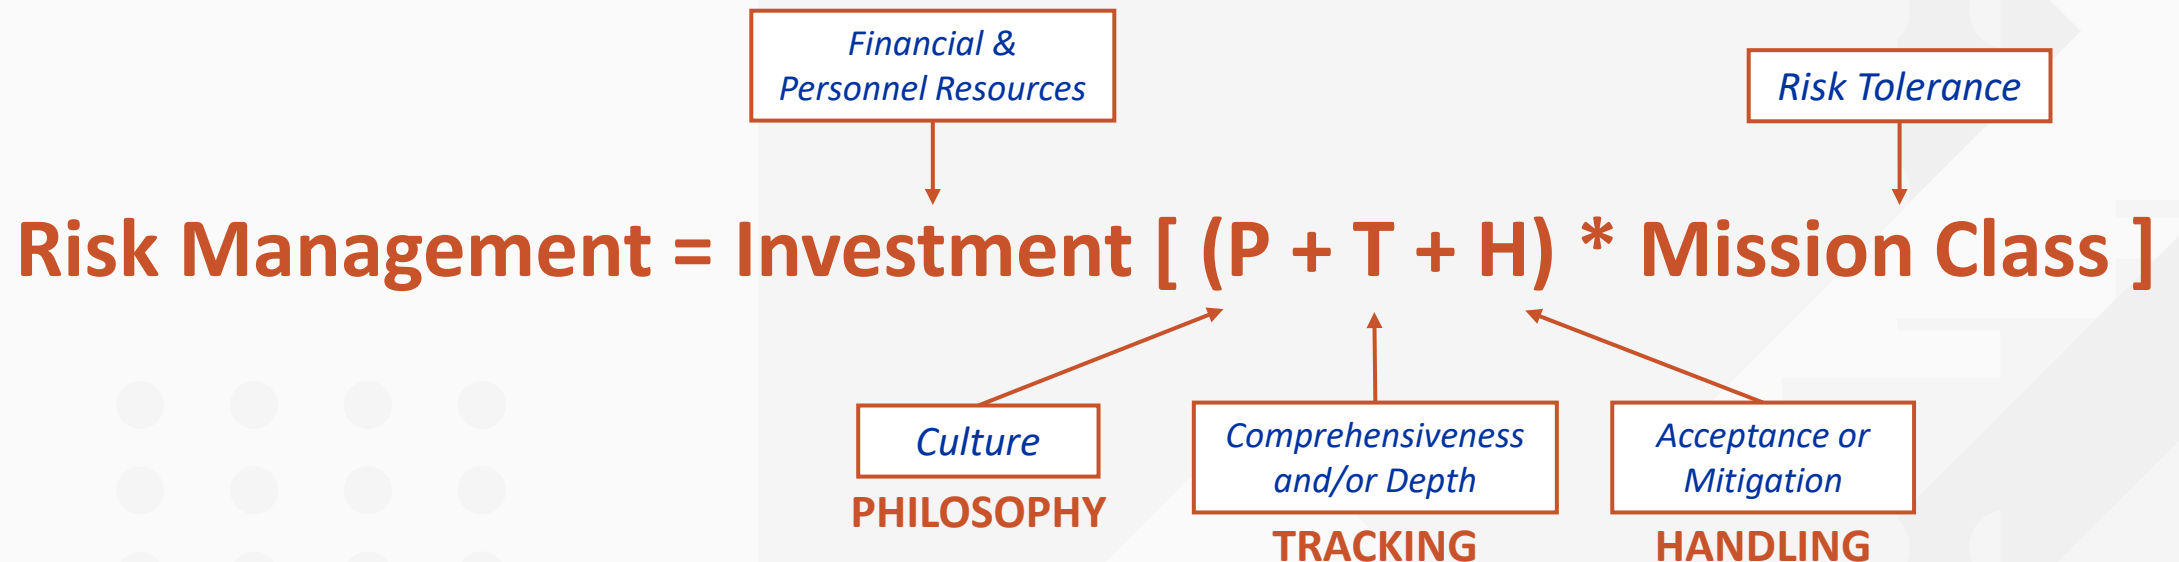 Financial &
Personnel Resources
Risk Tolerance
Risk Management = Investment [ (P + T + H) * Mission Class ]
Culture
PHILOSOPHY
Comprehensiveness
and/or Depth
TRACKING
Acceptance or
Mitigation
HANDLING